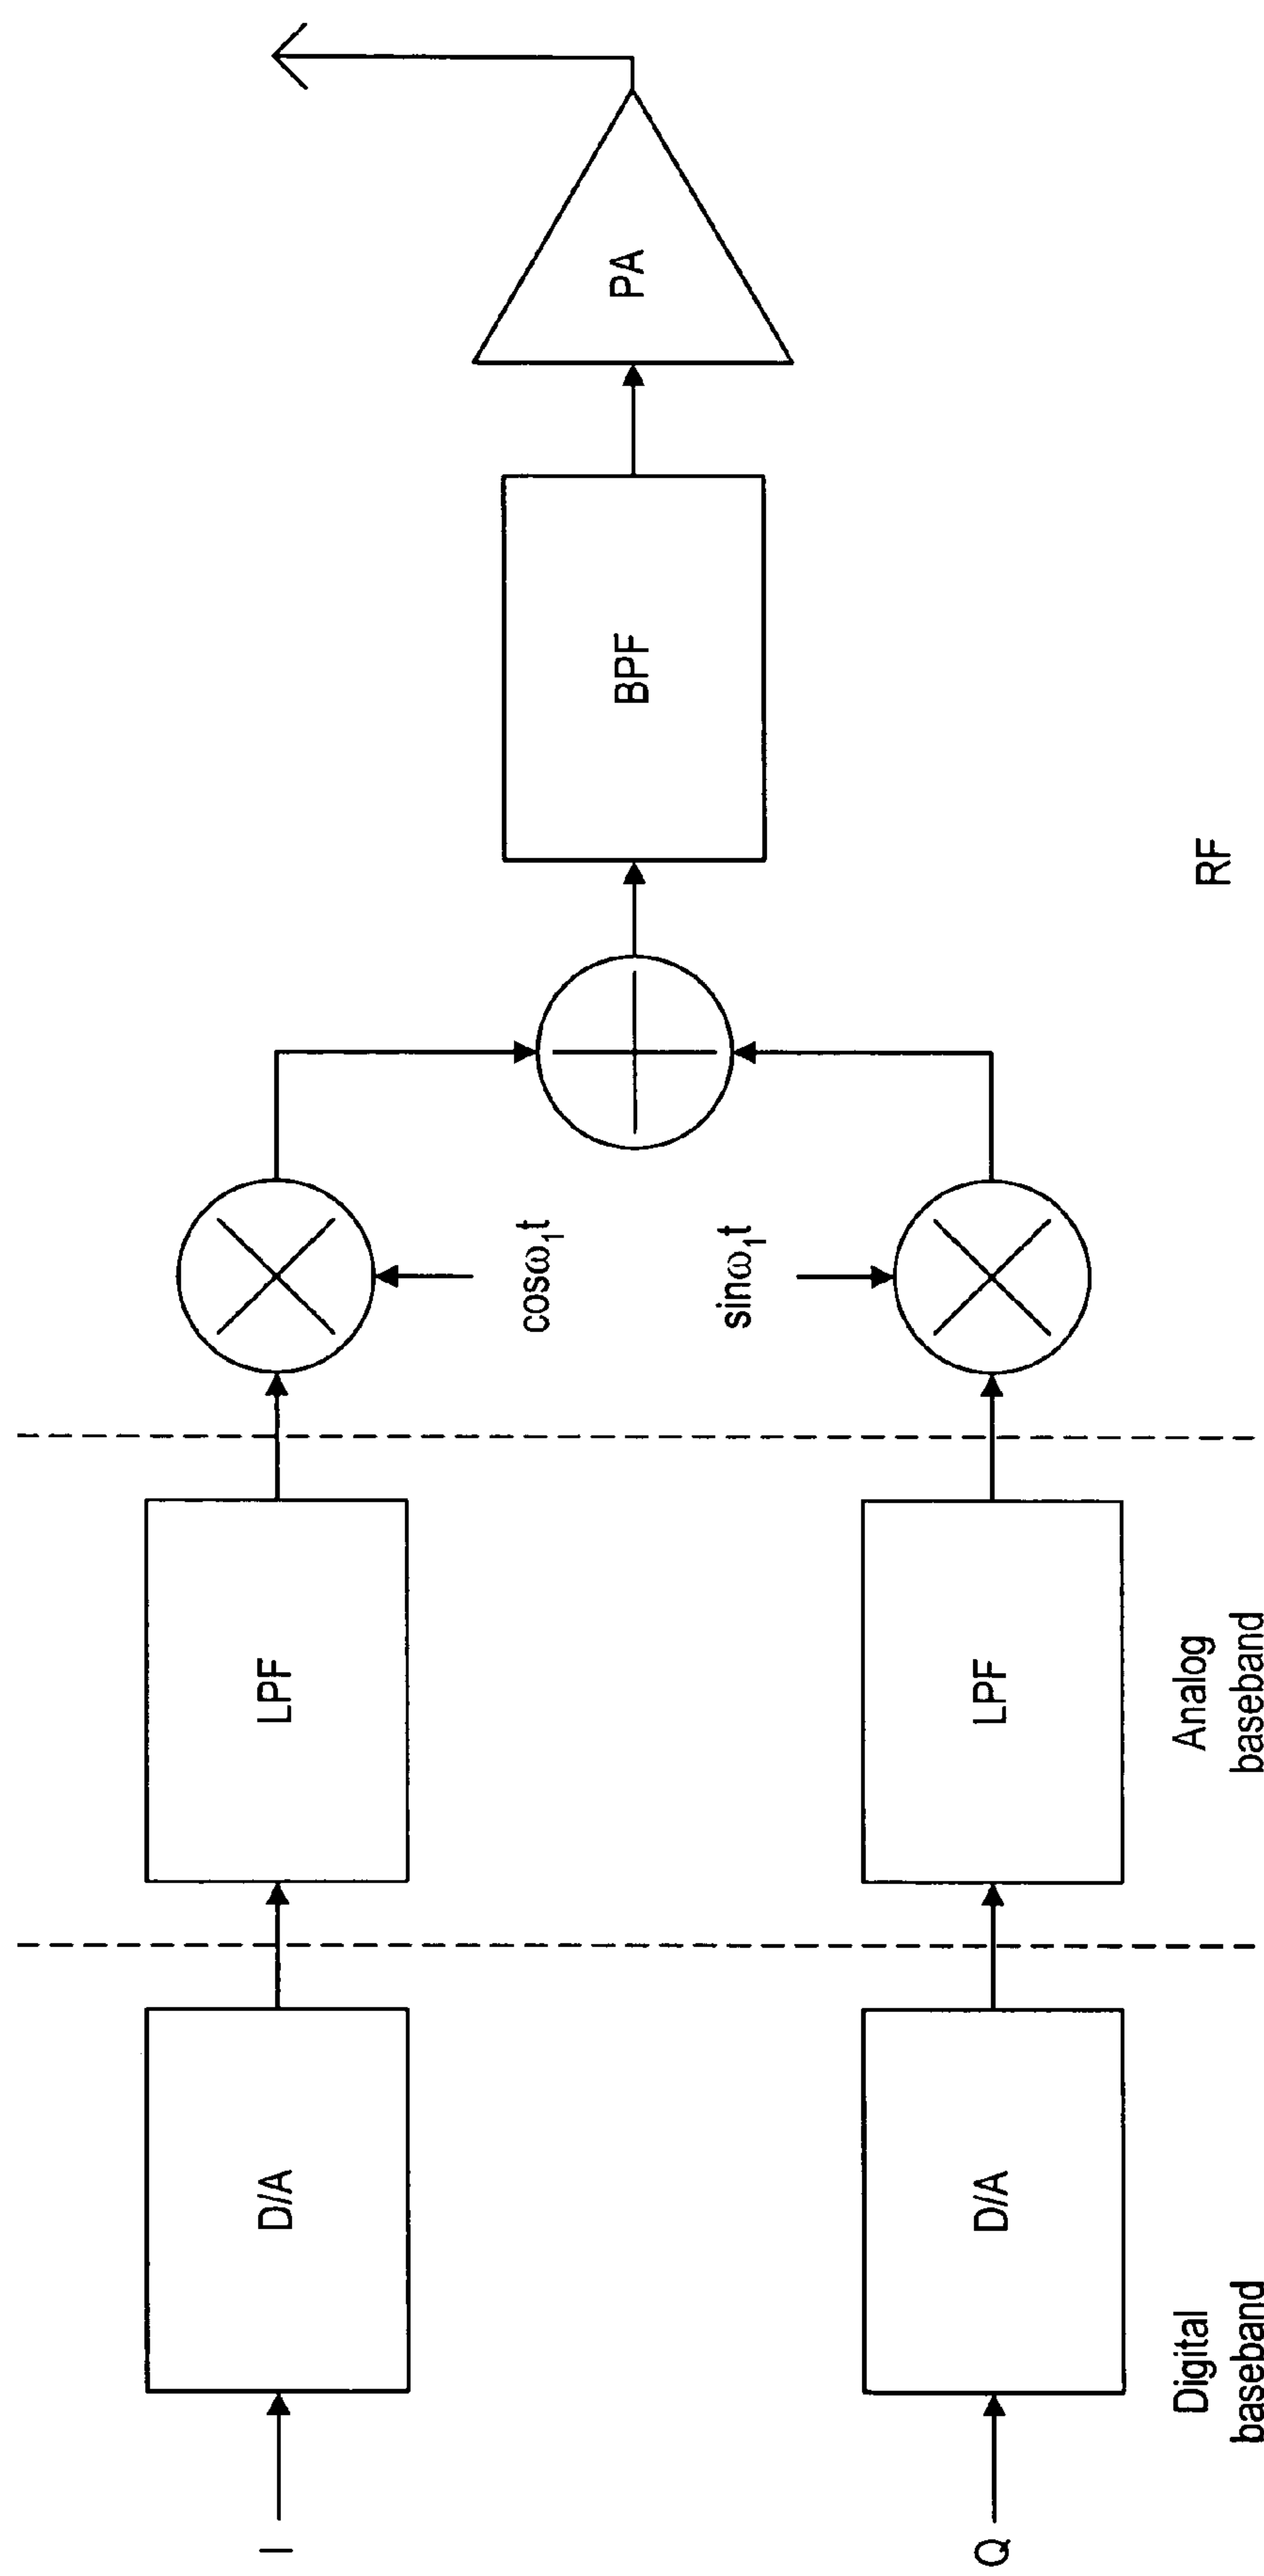 I
D/A
LPF
cosω₁t
BPF
PA
sinω₁t
Q
D/A
LPF
Digital
baseband
Analog
baseband
RF